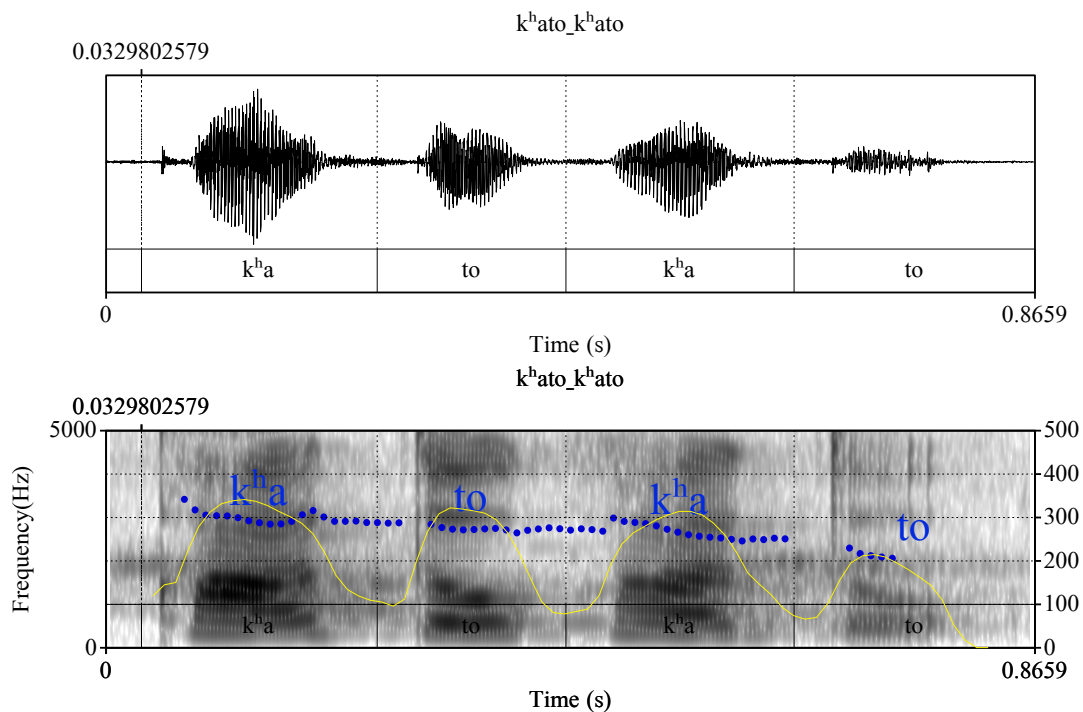 kʰato_kʰato
0.0329802579
kʰa to kʰa to
0 0.8659
Time (s)
kʰato_kʰato
0.0329802579
5000 500
400
kʰa to kʰa to
300
200
100
kʰa to kʰa to
0 0
Frequency(Hz)
0 0.8659
Time (s)